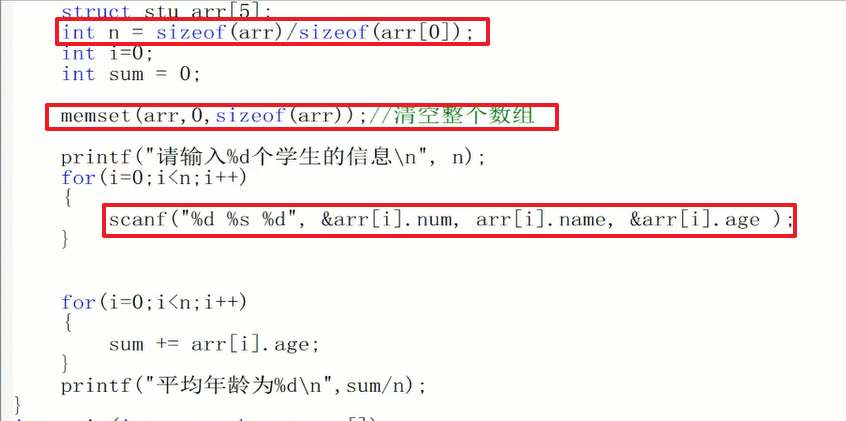 struct stu arr[5];
int n = sizeof(arr)/sizeof(arr[0]);
int i=0;
int sum = 0;
memset(arr,0,sizeof(arr));//清空整个数组
printf("请输入%d个学生的信息\n", n);
for(i=0;i<n;i++)
{
scanf("%d %s %d", &arr[i].num, arr[i].name, &arr[i].age );
}
for(i=0;i<n;i++)
{
sum += arr[i].age;
}
printf("平均年龄为%d\n",sum/n);
}